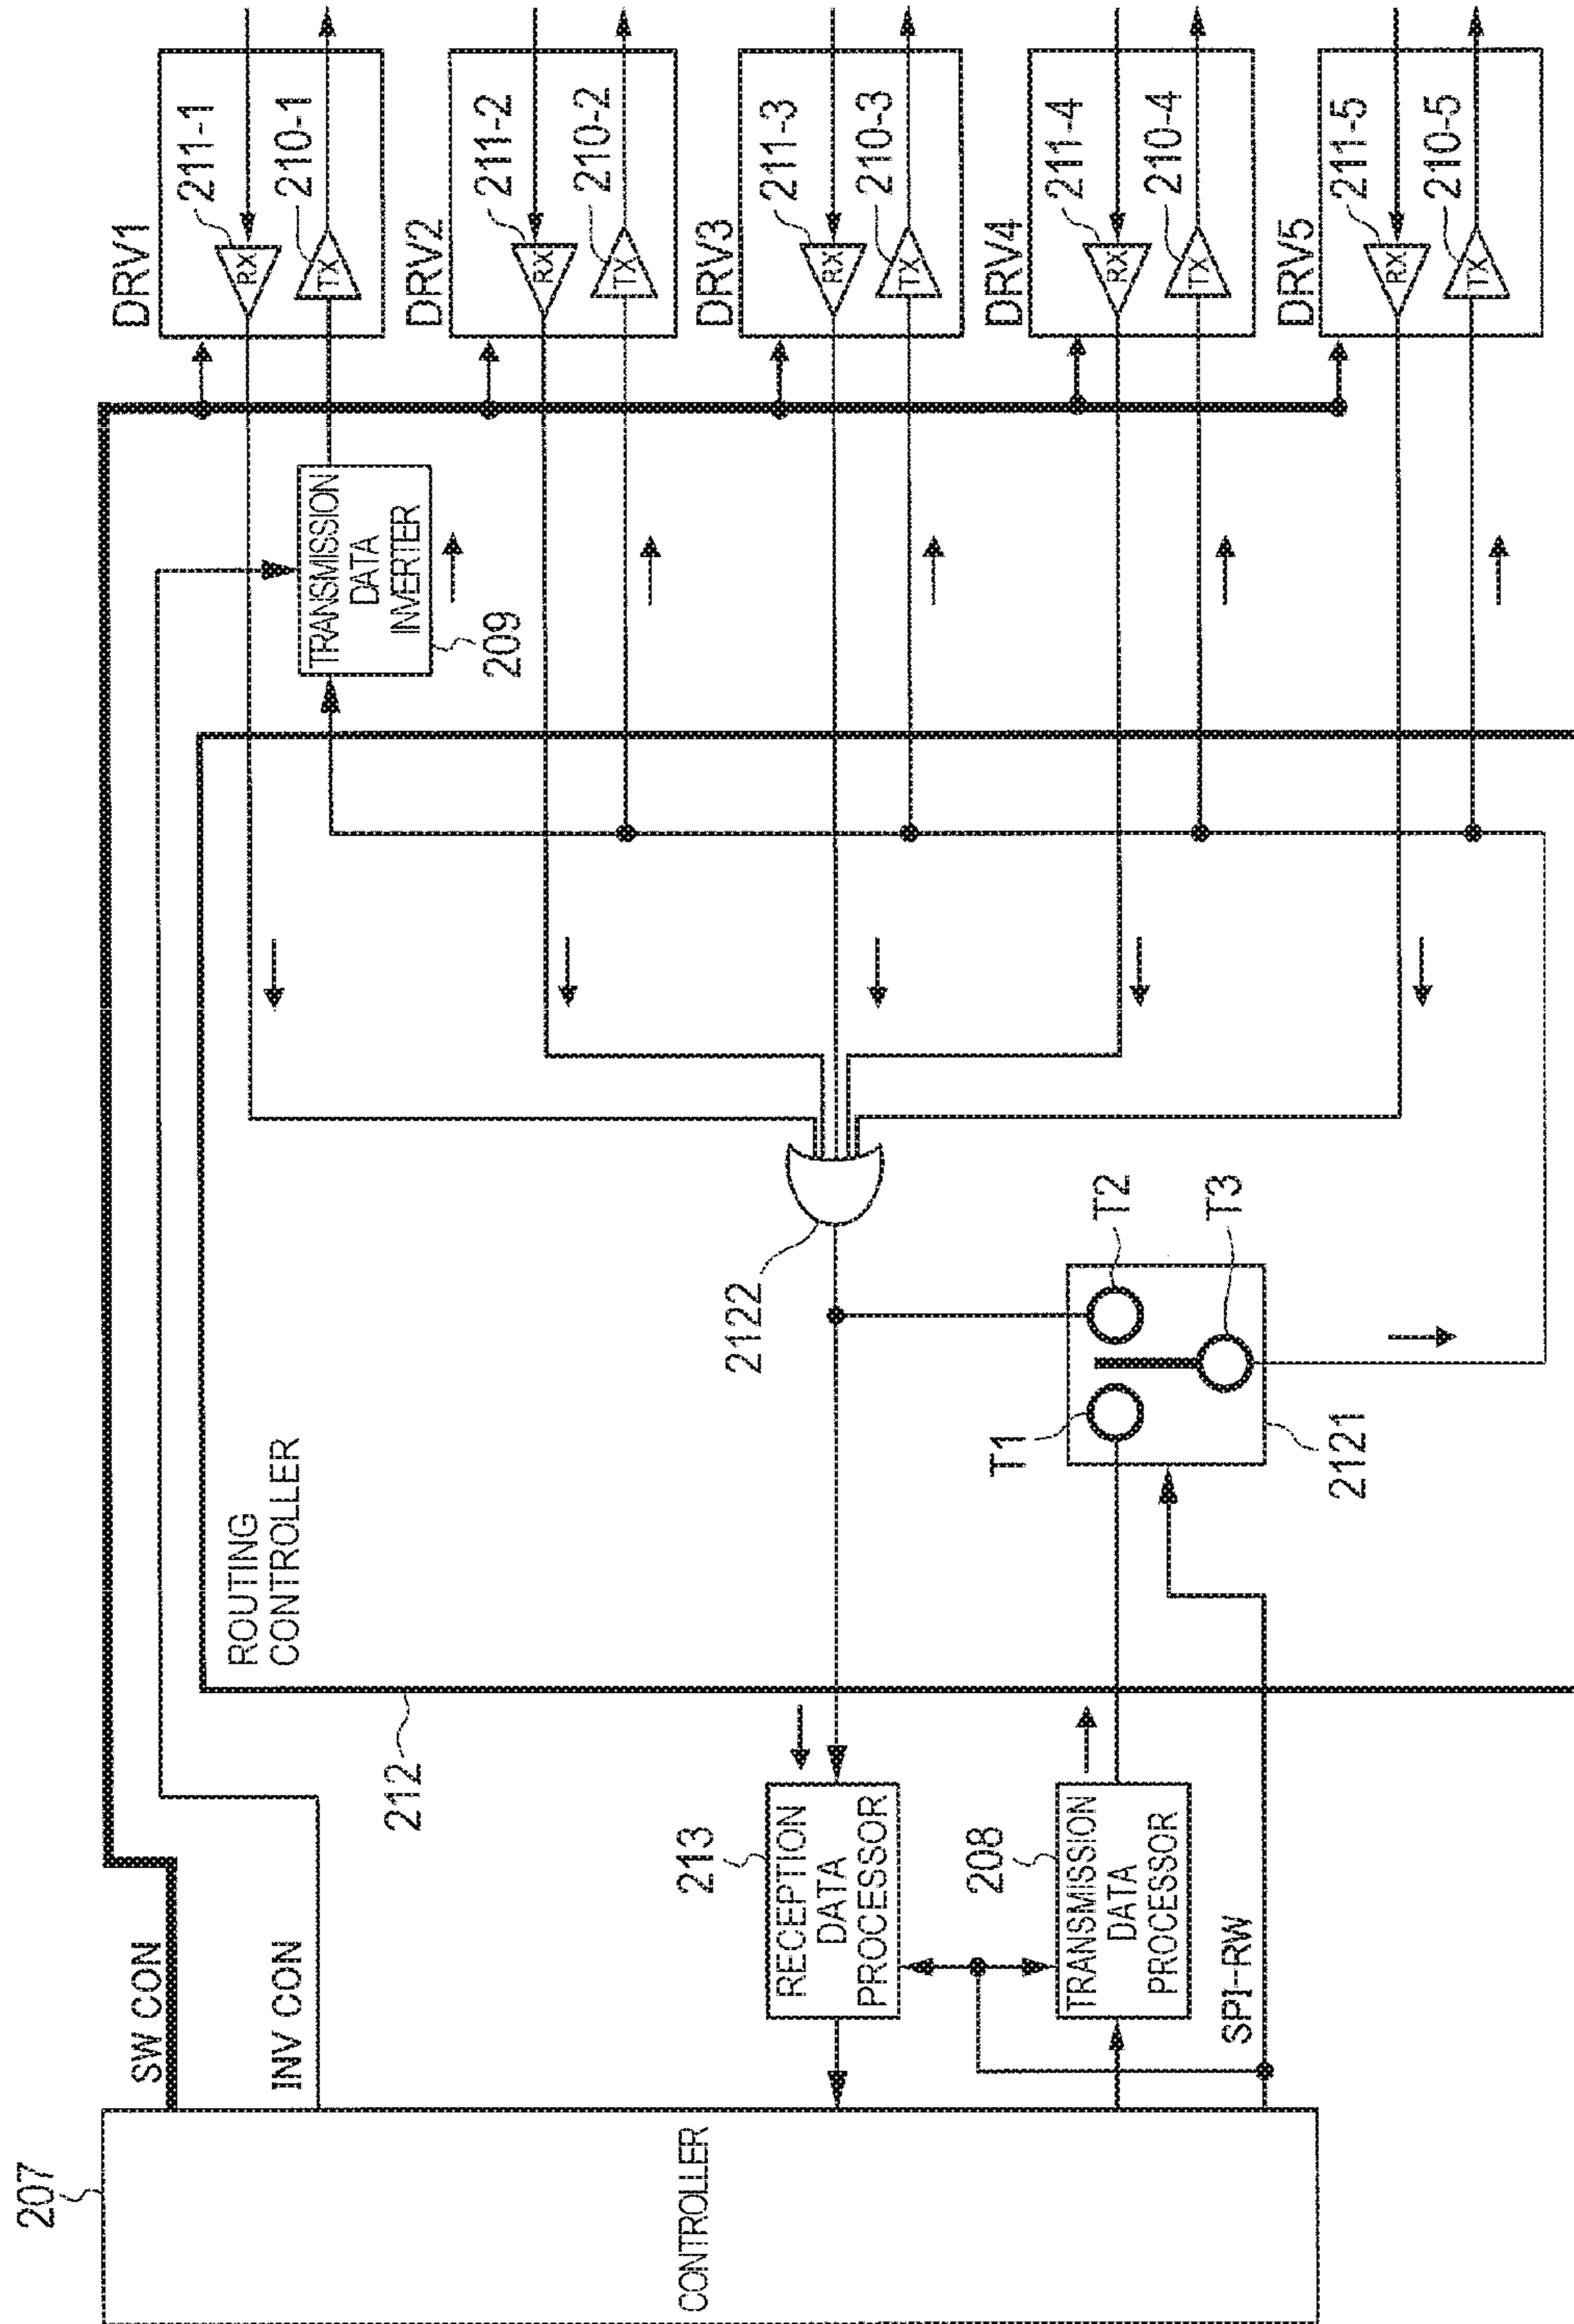 207
CONTROLLER
SW CON
INV CON
212
ROUTING
CONTROLLER
213
RECEPTION
DATA
PROCESSOR
208
TRANSMISSION
DATA
PROCESSOR
SPI-RW
2122
T1
T2
T3
2121
TRANSMISSION
DATA
INVERTER
209
DRV1
211-1
RX
210-1
TX
DRV2
211-2
RX
210-2
TX
DRV3
211-3
RX
210-3
TX
DRV4
211-4
RX
210-4
TX
DRV5
211-5
RX
210-5
TX